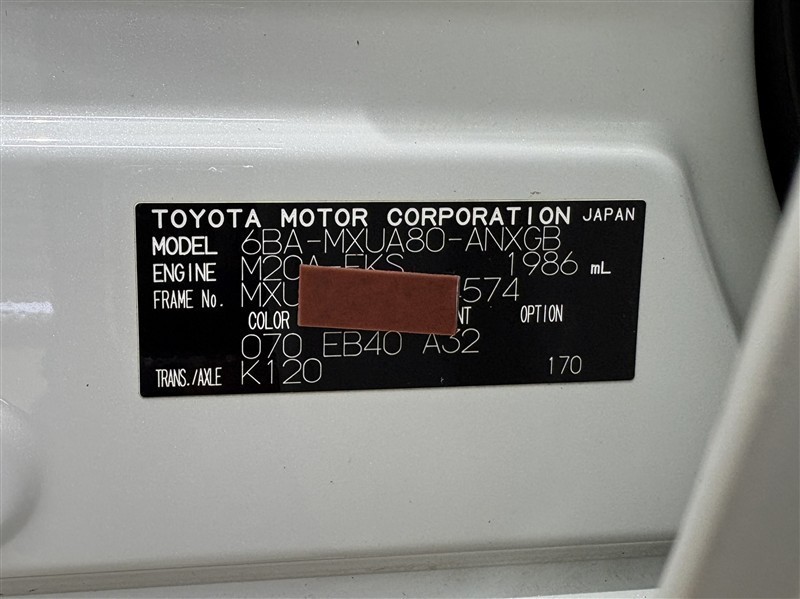 TOYOTA MOTOR CORPORATION JAPAN
MODEL 6BA-MXUA80-ANXGB
ENGINE M20A-FKS 1986 mL
FRAME No. MXU 574
COLOR OPTION
070 EB40 A32
TRANS./AXLE K120 170